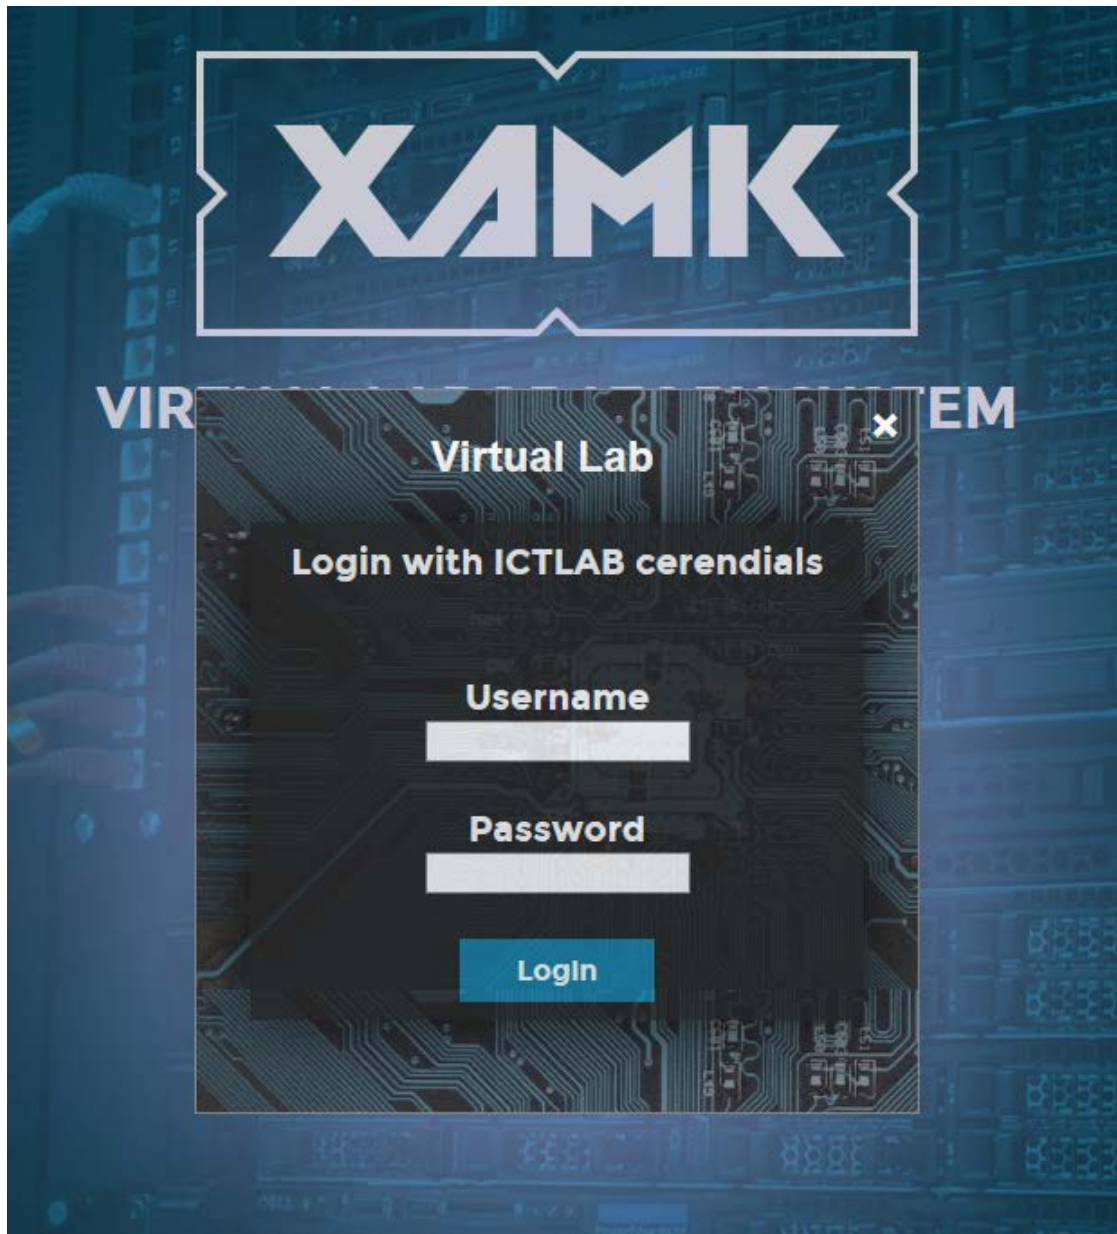 XAMK
VIR
EM
Virtual Lab
Login with ICTLAB cerendials
Username
Password
LogIn